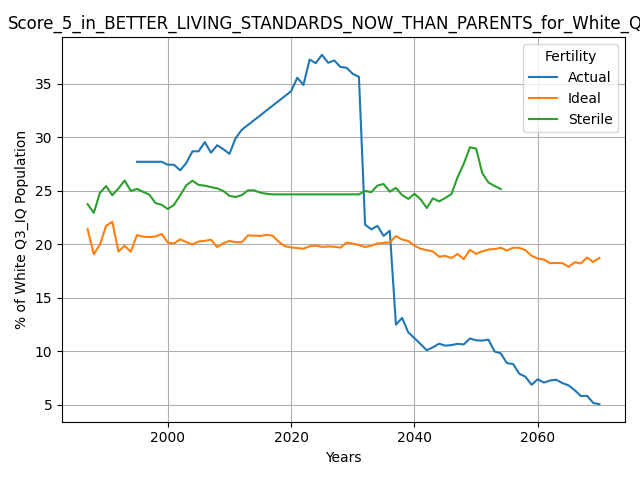 Score_5_in_BETTER_LIVING_STANDARDS_NOW_THAN_PARENTS_for_White_Q
Fertility
Actual
Ideal
Sterile
% of White Q3_IQ Population
35
30
25
20
15
10
5
2000 2020 2040 2060
Years